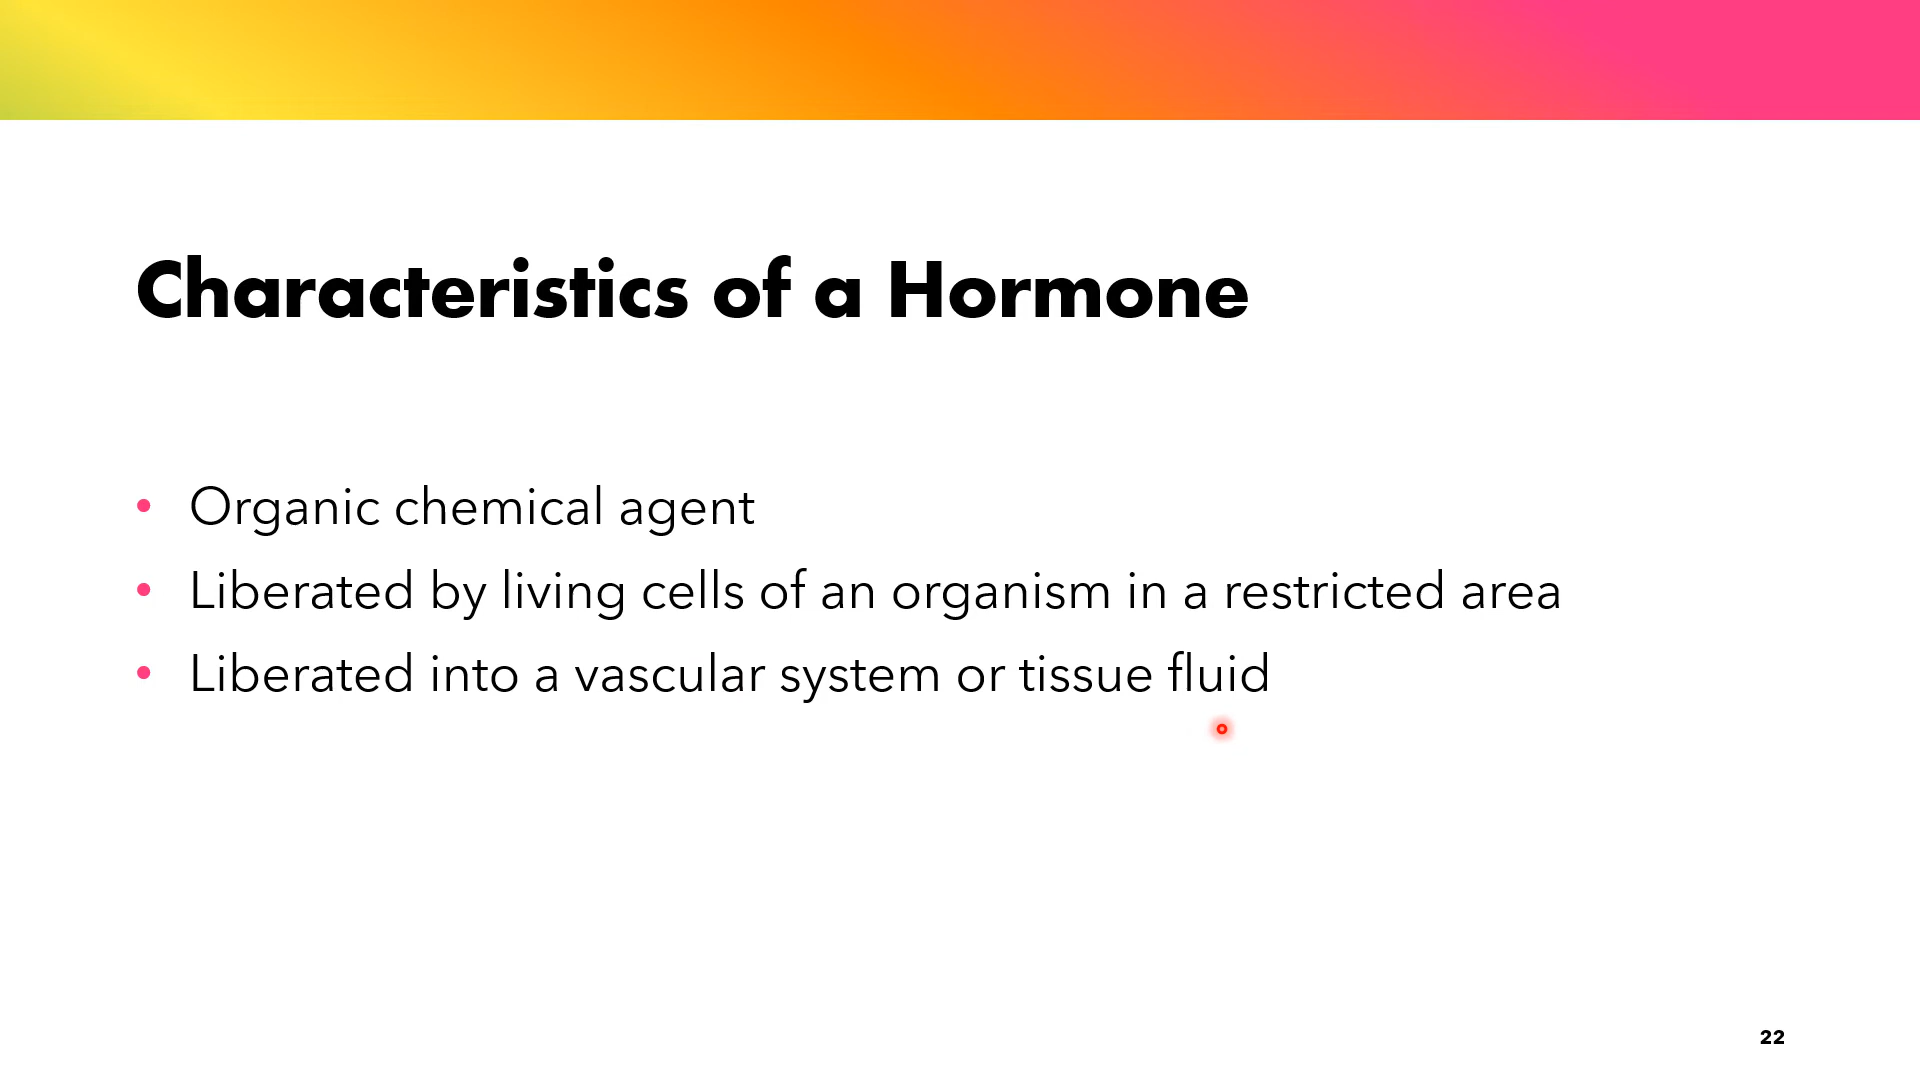 Characteristics of a Hormone
• Organic chemical agent
• Liberated by living cells of an organism in a restricted area
• Liberated into a vascular system or tissue fluid
22